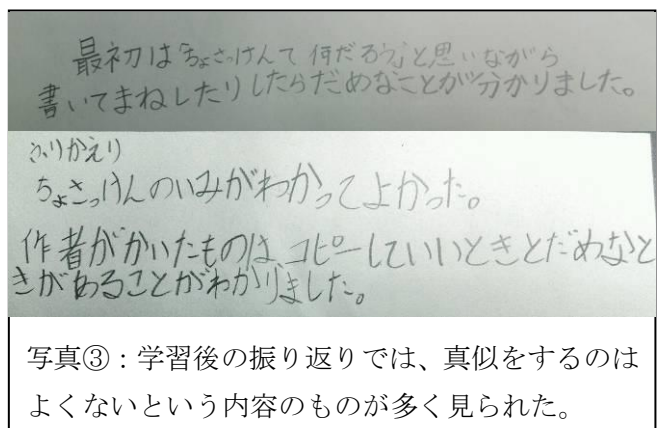 最初は「ちょさっけんて何だろう」と思いながら
書いてまねしたりしたらだめなことが分かりました。
ふりかえり
ちょさっけんのいみがわかってよかった。
作者がかいたものは、コピーしていいときとだめなと
きがあることがわかりました。
写真③：学習後の振り返りでは、真似をするのは
よくないという内容のものが多く見られた。